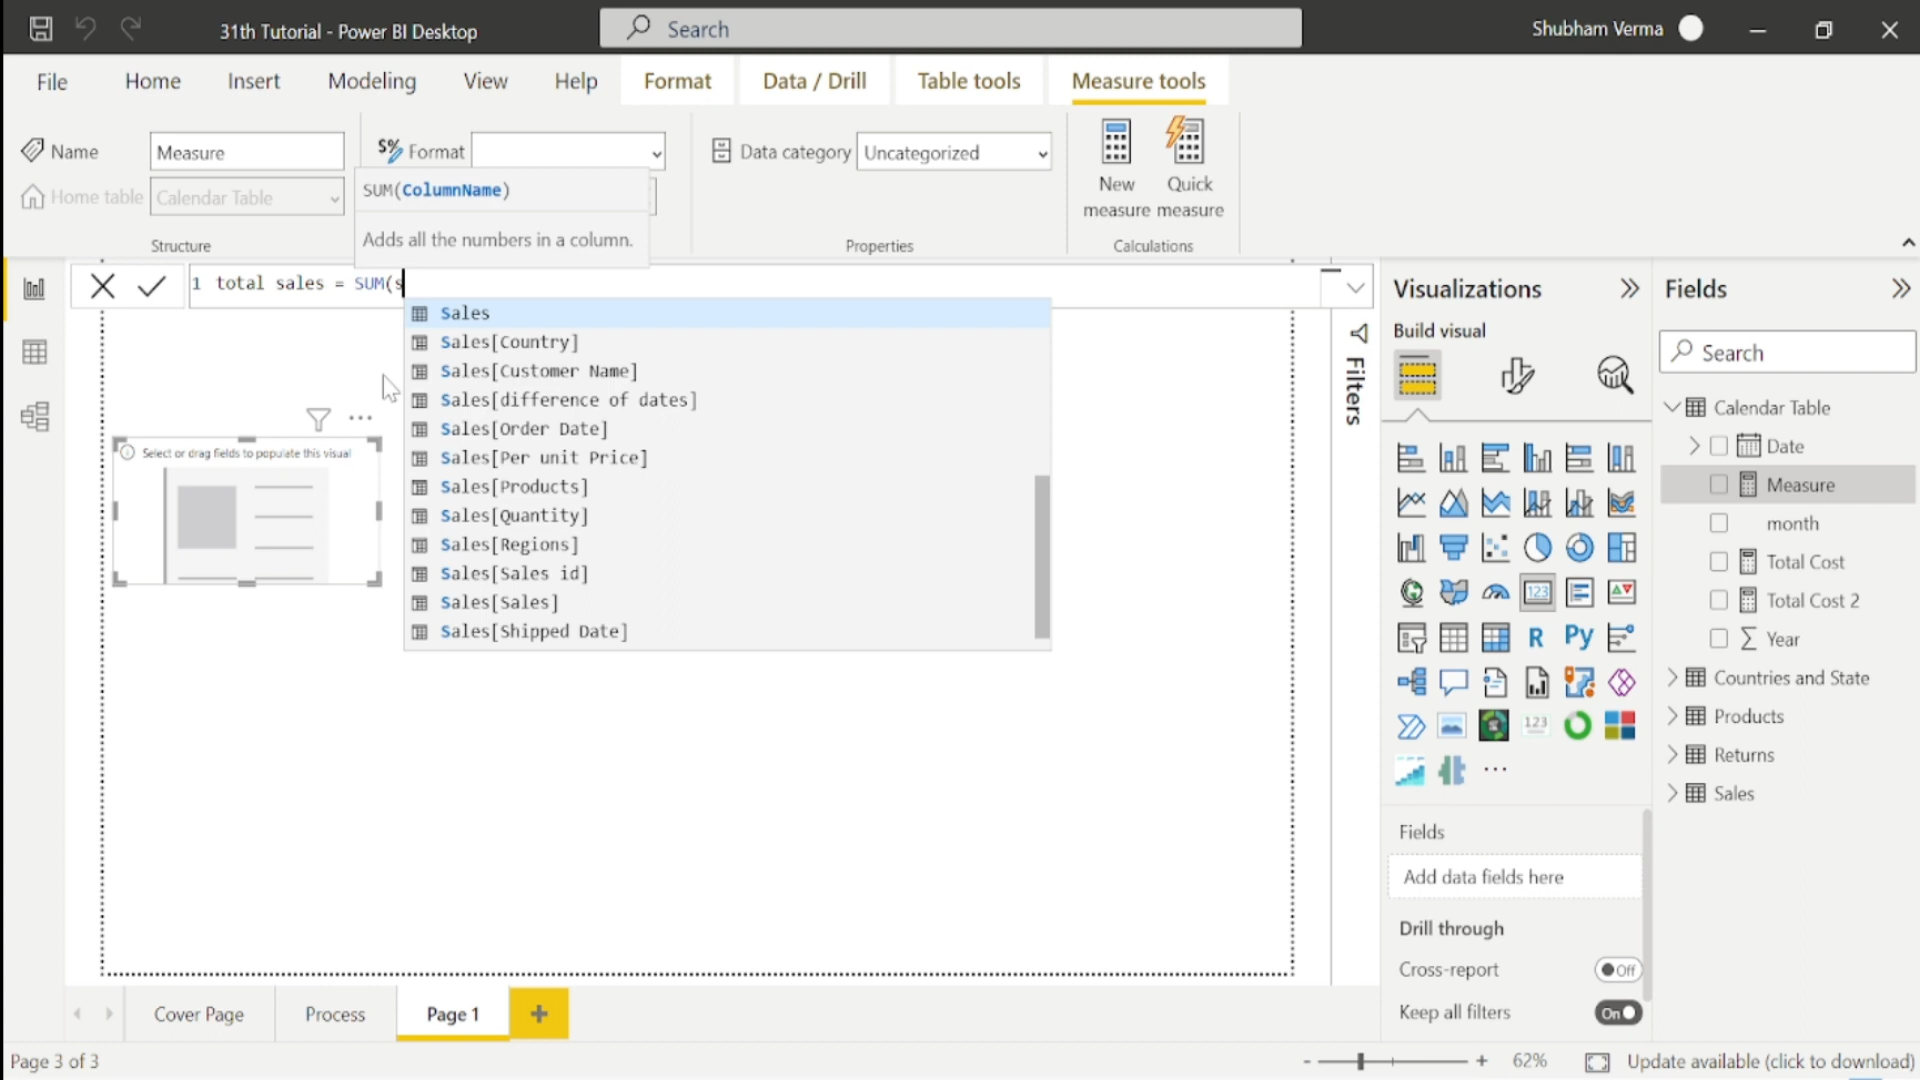 31th Tutorial - Power BI Desktop
Search
Shubham Verma
File
Home
Insert
Modeling
View
Help
Format
Data / Drill
Table tools
Measure tools
Name
Measure
$% Format
Data category
Uncategorized
New measure
Quick measure
Home table
Calendar Table
SUM(ColumnName)
Adds all the numbers in a column.
Structure
Properties
Calculations
1 total sales = SUM(s
Sales
Sales[Country]
Sales[Customer Name]
Sales[difference of dates]
Sales[Order Date]
Sales[Per unit Price]
Sales[Products]
Sales[Quantity]
Sales[Regions]
Sales[Sales id]
Sales[Sales]
Sales[Shipped Date]
Select or drag fields to populate this visual
Filters
Visualizations
Build visual
123
R
Py
123
Fields
Add data fields here
Drill through
Cross-report
Off
Keep all filters
On
Fields
Search
Calendar Table
Date
Measure
month
Total Cost
Total Cost 2
Year
Countries and State
Products
Returns
Sales
Cover Page
Process
Page 1
Page 3 of 3
62%
Update available (click to download)